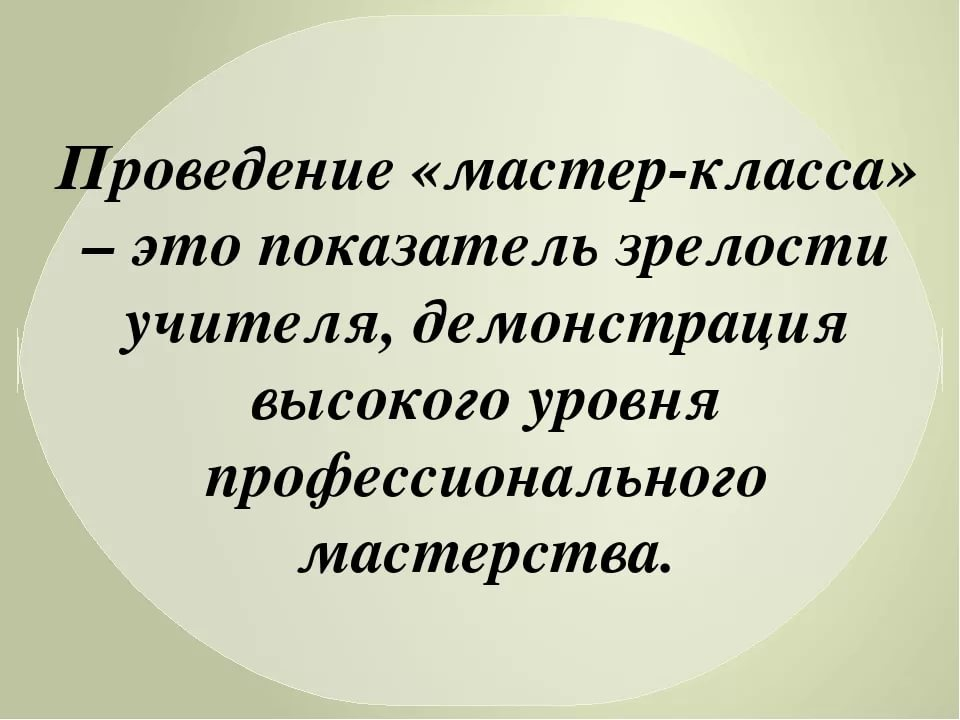 Проведение «мастер-класса»
– это показатель зрелости
учителя, демонстрация
высокого уровня
профессионального
мастерства.